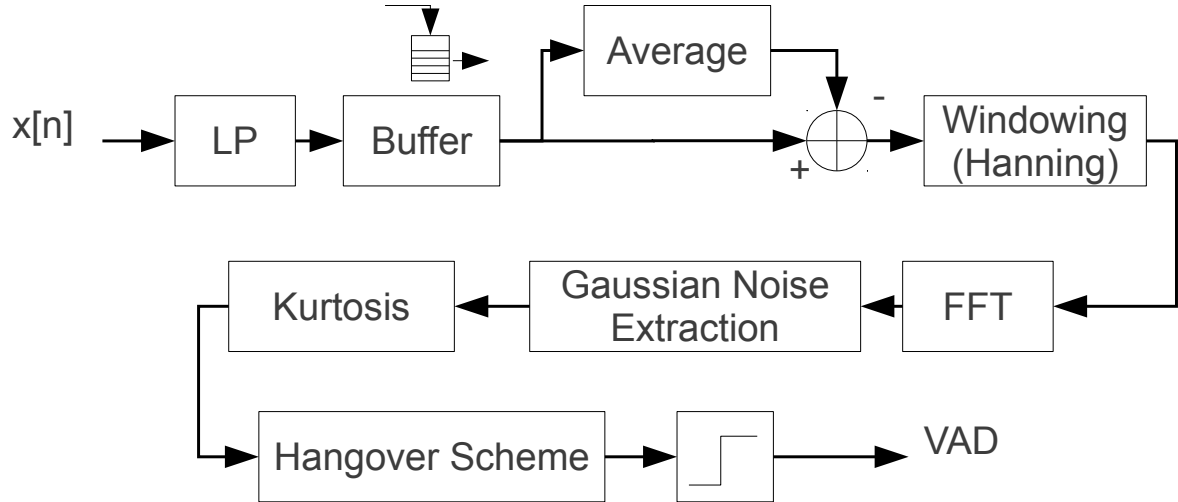 Average
-
x[n]
LP
Buffer
+
Windowing
(Hanning)
Kurtosis
Gaussian Noise
Extraction
FFT
Hangover Scheme
VAD